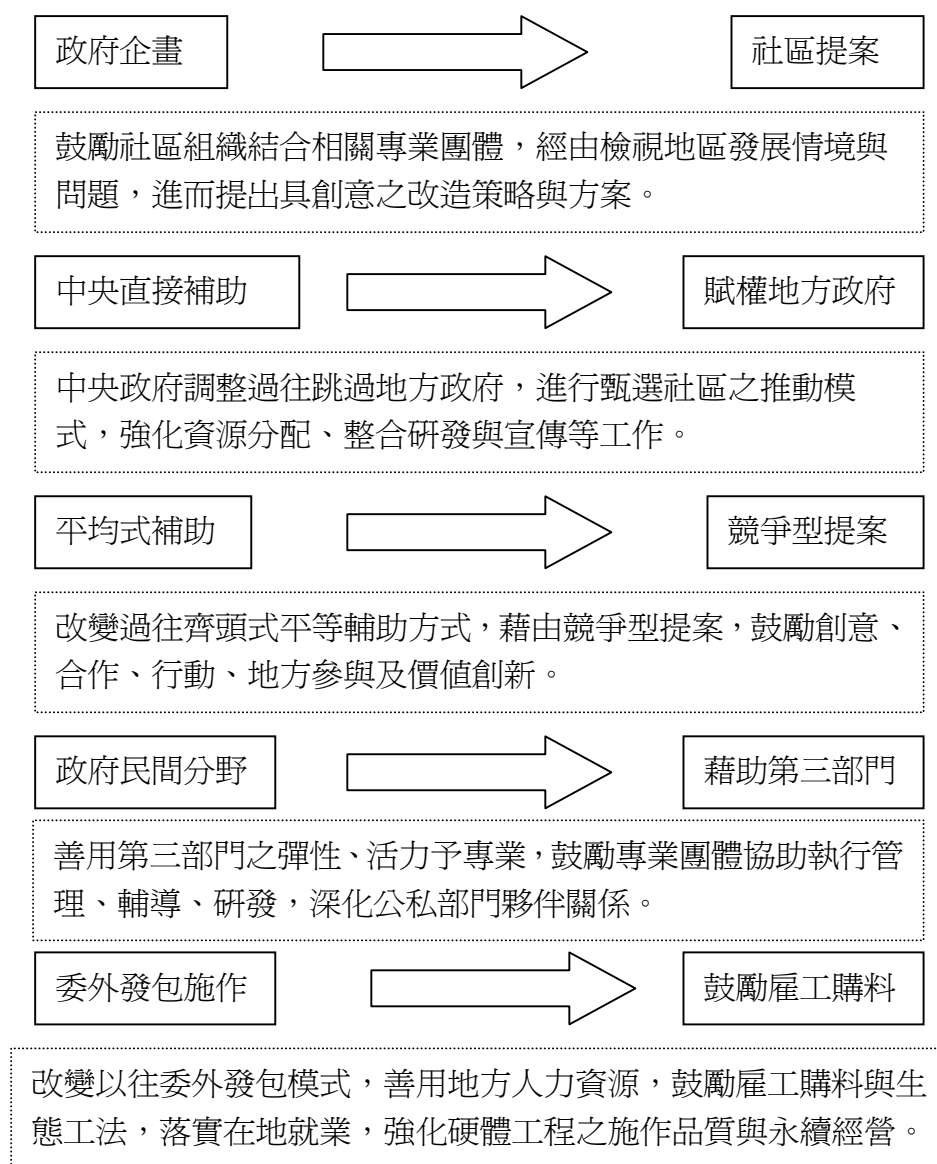 政府企畫 社區提案
鼓勵社區組織結合相關專業團體，經由檢視地區發展情境與
問題，進而提出具創意之改造策略與方案。
中央直接補助 賦權地方政府
中央政府調整過往跳過地方政府，進行甄選社區之推動模
式，強化資源分配、整合研發與宣傳等工作。
平均式補助 競爭型提案
改變過往齊頭式平等輔助方式，藉由競爭型提案，鼓勵創意、
合作、行動、地方參與及價值創新。
政府民間分野 藉助第三部門
善用第三部門之彈性、活力予專業，鼓勵專業團體協助執行管
理、輔導、研發，深化公私部門夥伴關係。
委外發包施作 鼓勵雇工購料
改變以往委外發包模式，善用地方人力資源，鼓勵雇工購料與生
態工法，落實在地就業，強化硬體工程之施作品質與永續經營。